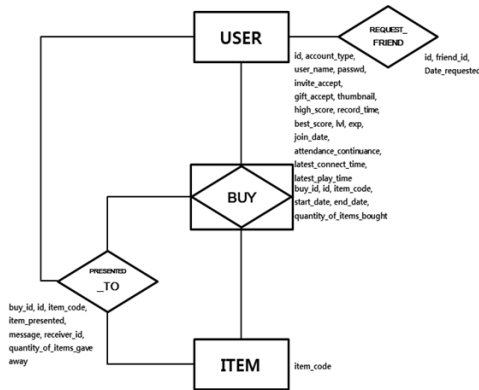 USER
REQUEST_
FRIEND
id, friend_id,
Date_requested
id, account_type,
user_name, passwd,
invite_accept,
gift_accept, thumbnail,
high_score, record_time,
best_score, lvl, exp,
join_date,
attendance_continuance,
latest_connect_time,
latest_play_time
BUY
buy_id, id, item_code,
start_date, end_date,
quantity_of_items_bought
PRESENTED
_TO
buy_id, id, item_code,
item_presented,
message, receiver_id,
quantity_of_items_gave
away
ITEM
item_code